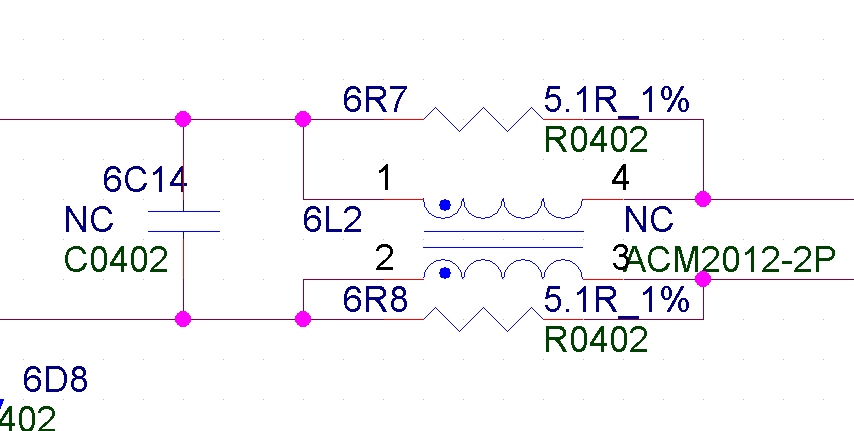 6R7
5.1R_1%
R0402
6C14
1
4
NC
6L2
NC
C0402
2
3
ACM2012-2P
6R8
5.1R_1%
R0402
6D8
402